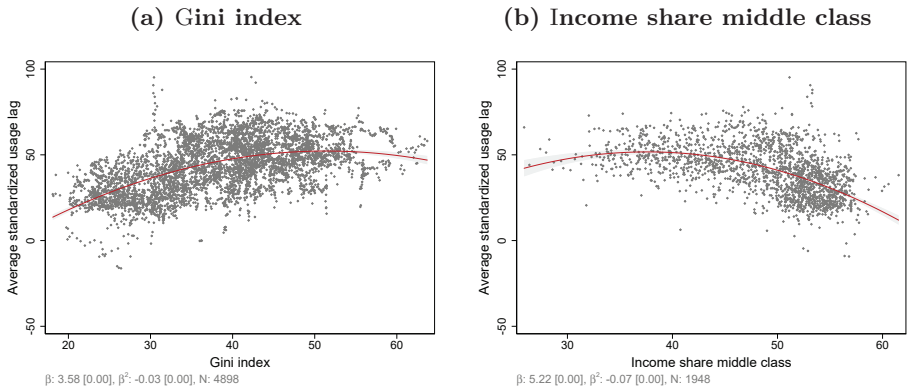 (a) Gini index
Average standardized usage lag
100
50
0
-50
20 30 40 50 60
Gini index
β: 3.58 [0.00], β²: -0.03 [0.00], N: 4898
(b) Income share middle class
Average standardized usage lag
100
50
0
-50
30 40 50 60
Income share middle class
β: 5.22 [0.00], β²: -0.07 [0.00], N: 1948